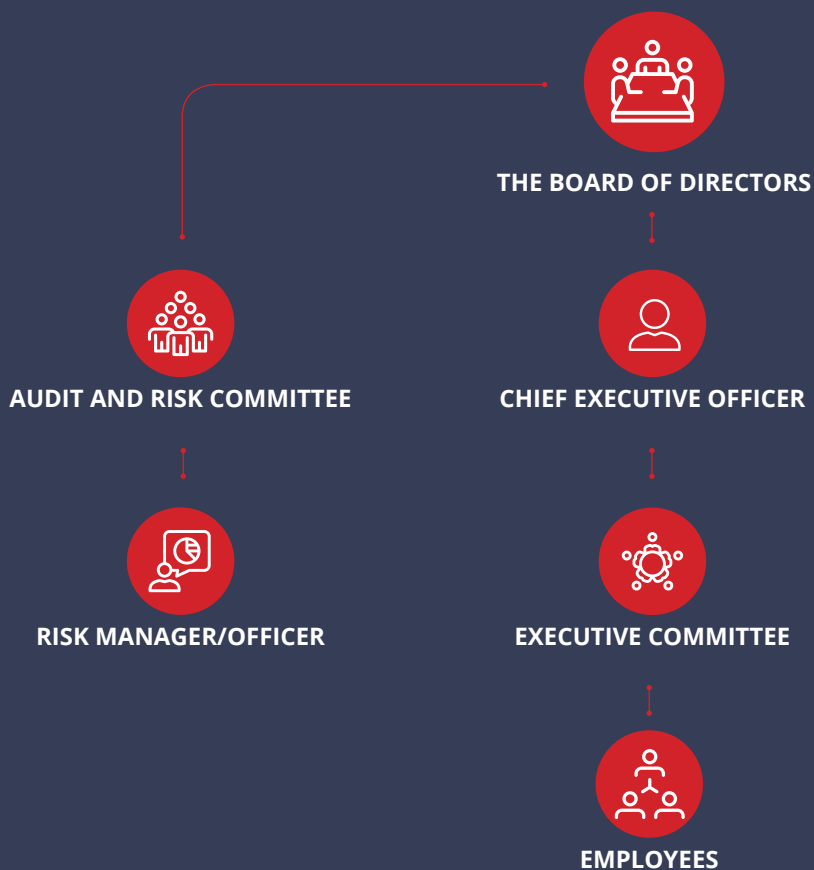 THE BOARD OF DIRECTORS
AUDIT AND RISK COMMITTEE
CHIEF EXECUTIVE OFFICER
RISK MANAGER/OFFICER
EXECUTIVE COMMITTEE
EMPLOYEES